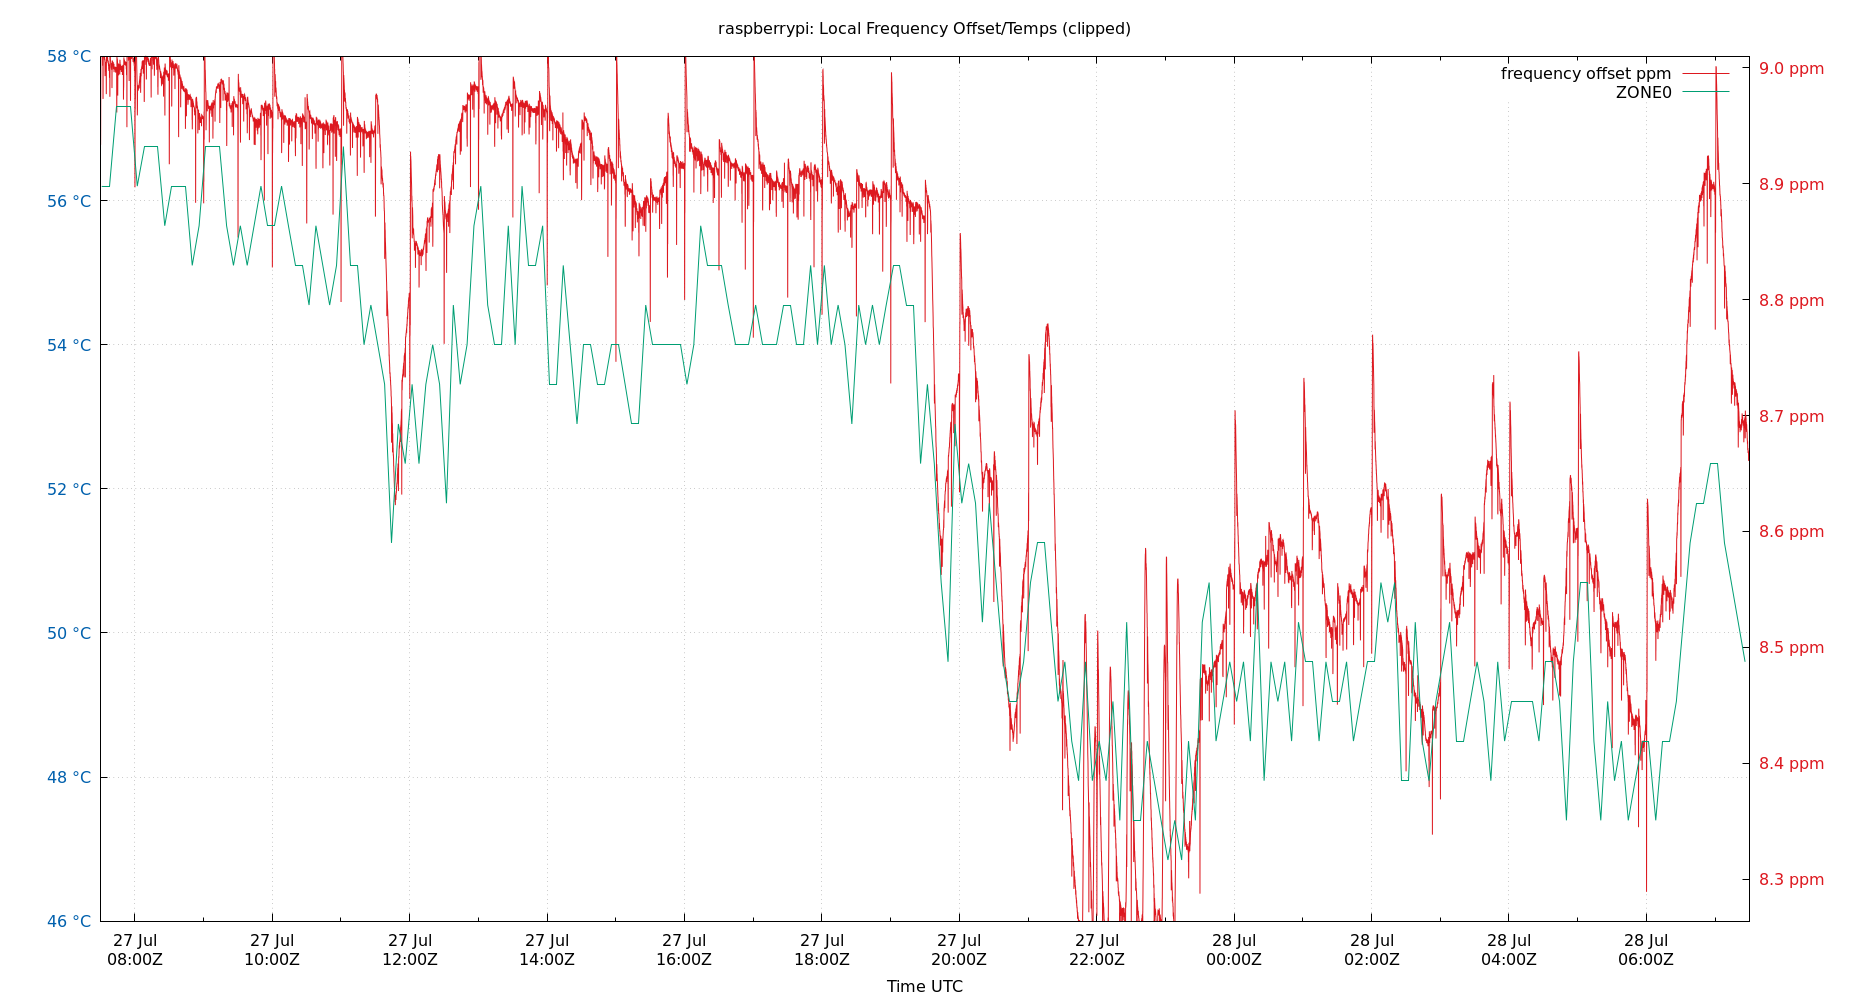 raspberrypi: Local Frequency Offset/Temps (clipped)
frequency offset ppm
ZONE0
58 °C
56 °C
54 °C
52 °C
50 °C
48 °C
46 °C
9.0 ppm
8.9 ppm
8.8 ppm
8.7 ppm
8.6 ppm
8.5 ppm
8.4 ppm
8.3 ppm
27 Jul
08:00Z
27 Jul
10:00Z
27 Jul
12:00Z
27 Jul
14:00Z
27 Jul
16:00Z
27 Jul
18:00Z
27 Jul
20:00Z
27 Jul
22:00Z
28 Jul
00:00Z
28 Jul
02:00Z
28 Jul
04:00Z
28 Jul
06:00Z
Time UTC